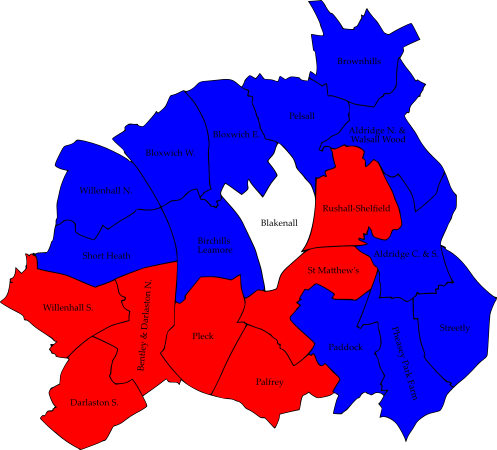 Brownhills
Pelsall
Aldridge N. &
Walsall Wood
Bloxwich E.
Bloxwich W.
Willenhall N.
Rushall-Shelfield
Blakenall
Birchills
Leamore
Short Heath
Aldridge C. & S.
St Matthew's
Willenhall S.
Bentley & Darlaston N.
Pleck
Paddock
Pheasey Park Farm
Streetly
Palfrey
Darlaston S.